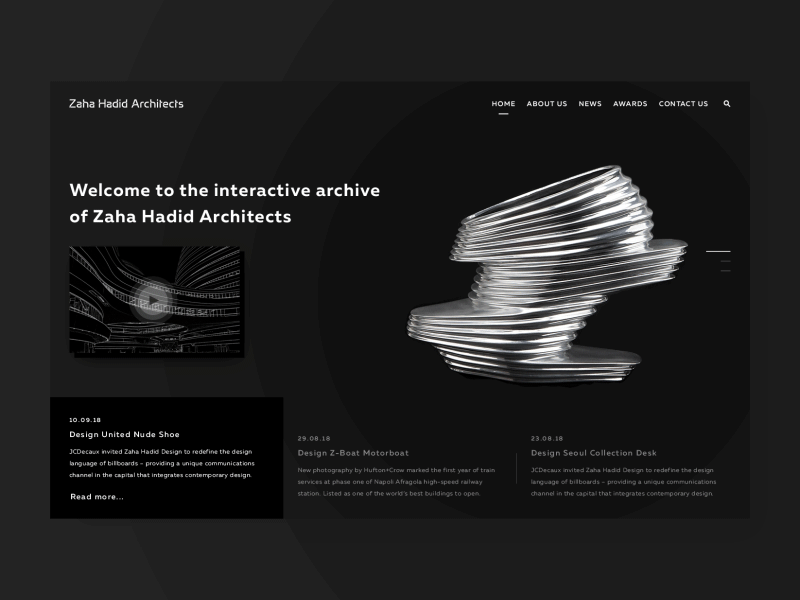 Zaha Hadid Architects
HOME ABOUT US NEWS AWARDS CONTACT US
Welcome to the interactive archive
of Zaha Hadid Architects
10.09.18
Design United Nude Shoe
JCDecaux invited Zaha Hadid Design to redefine the design
language of billboards – providing a unique communications
channel in the capital that integrates contemporary design.
Read more...
29.08.18
Design Z-Boat Motorboat
New photography by Hufton+Crow marked the first year of train
services at phase one of Napoli Afragola high-speed railway
station. Listed as one of the world's best buildings to open.
23.08.18
Design Seoul Collection Desk
JCDecaux invited Zaha Hadid Design to redefine the design
language of billboards – providing a unique communications
channel in the capital that integrates contemporary design.